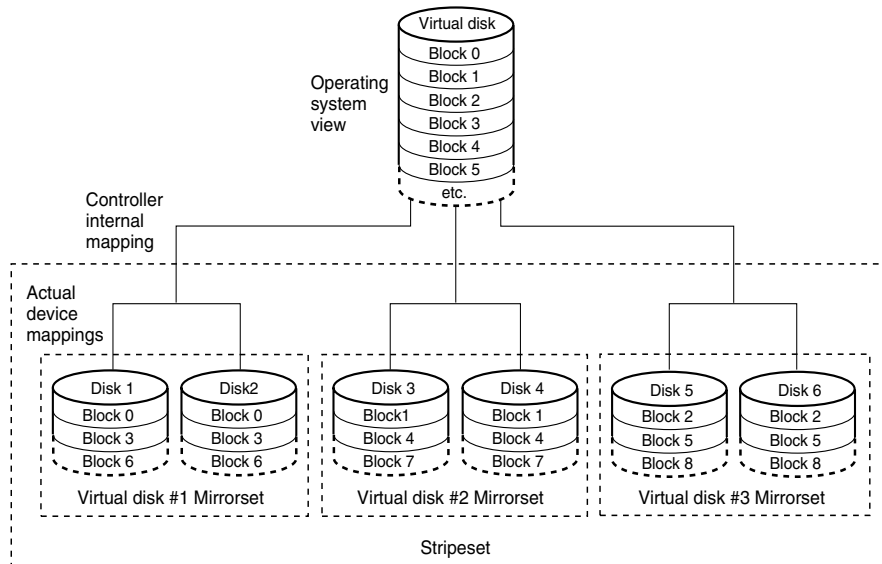 Virtual disk
Block 0
Block 1
Block 2
Block 3
Block 4
Block 5
etc.
Operating
system
view
Controller
internal
mapping
Actual
device
mappings
Disk 1
Block 0
Block 3
Block 6
Disk2
Block 0
Block 3
Block 6
Virtual disk #1 Mirrorset
Disk 3
Block1
Block 4
Block 7
Disk 4
Block 1
Block 4
Block 7
Virtual disk #2 Mirrorset
Disk 5
Block 2
Block 5
Block 8
Disk 6
Block 2
Block 5
Block 8
Virtual disk #3 Mirrorset
Stripeset